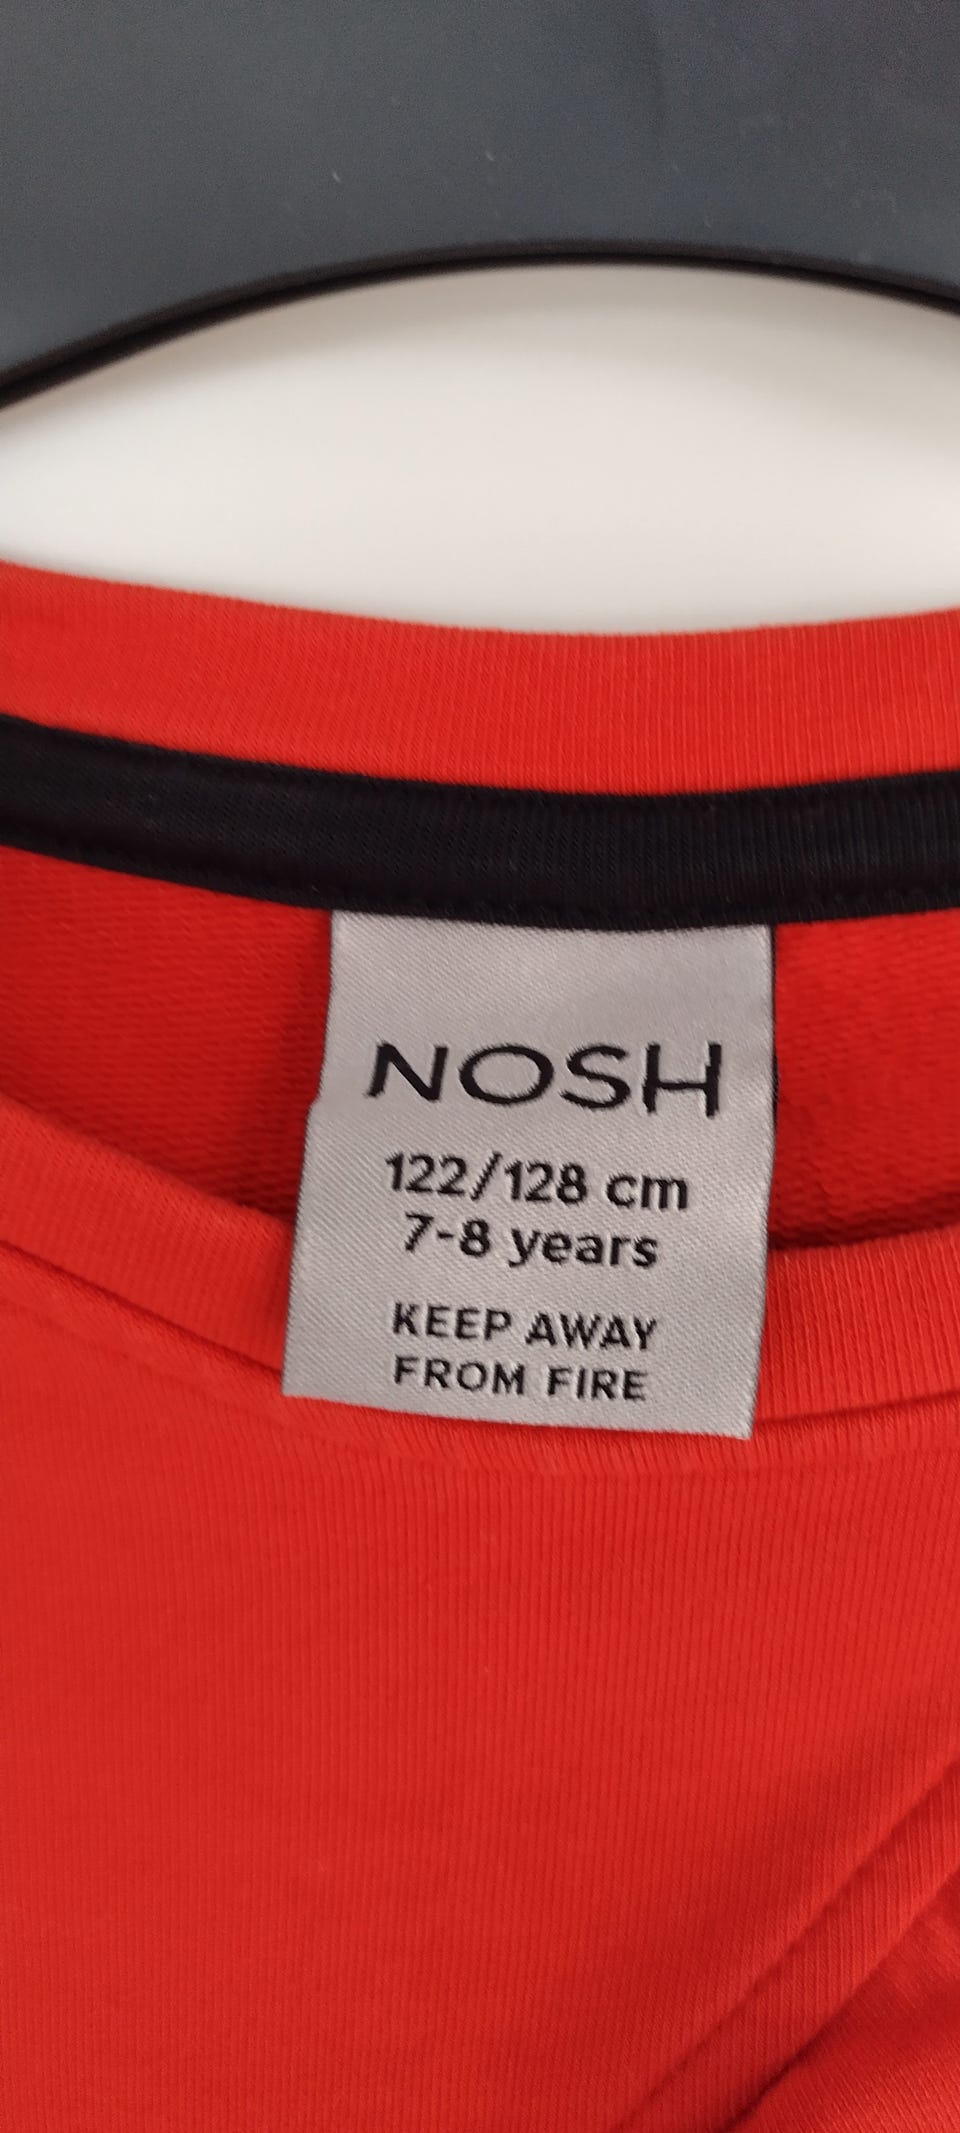 NOSH
122/128 cm
7-8 years
KEEP AWAY
FROM FIRE